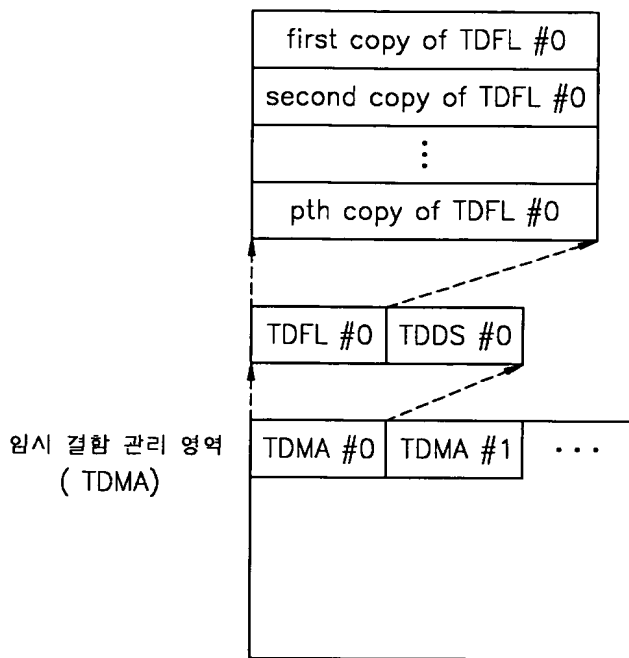 first copy of TDFL #0
second copy of TDFL #0
⋮
pth copy of TDFL #0
TDFL #0 TDDS #0
임시 결함 관리 영역
( TDMA)
TDMA #0 TDMA #1 ···